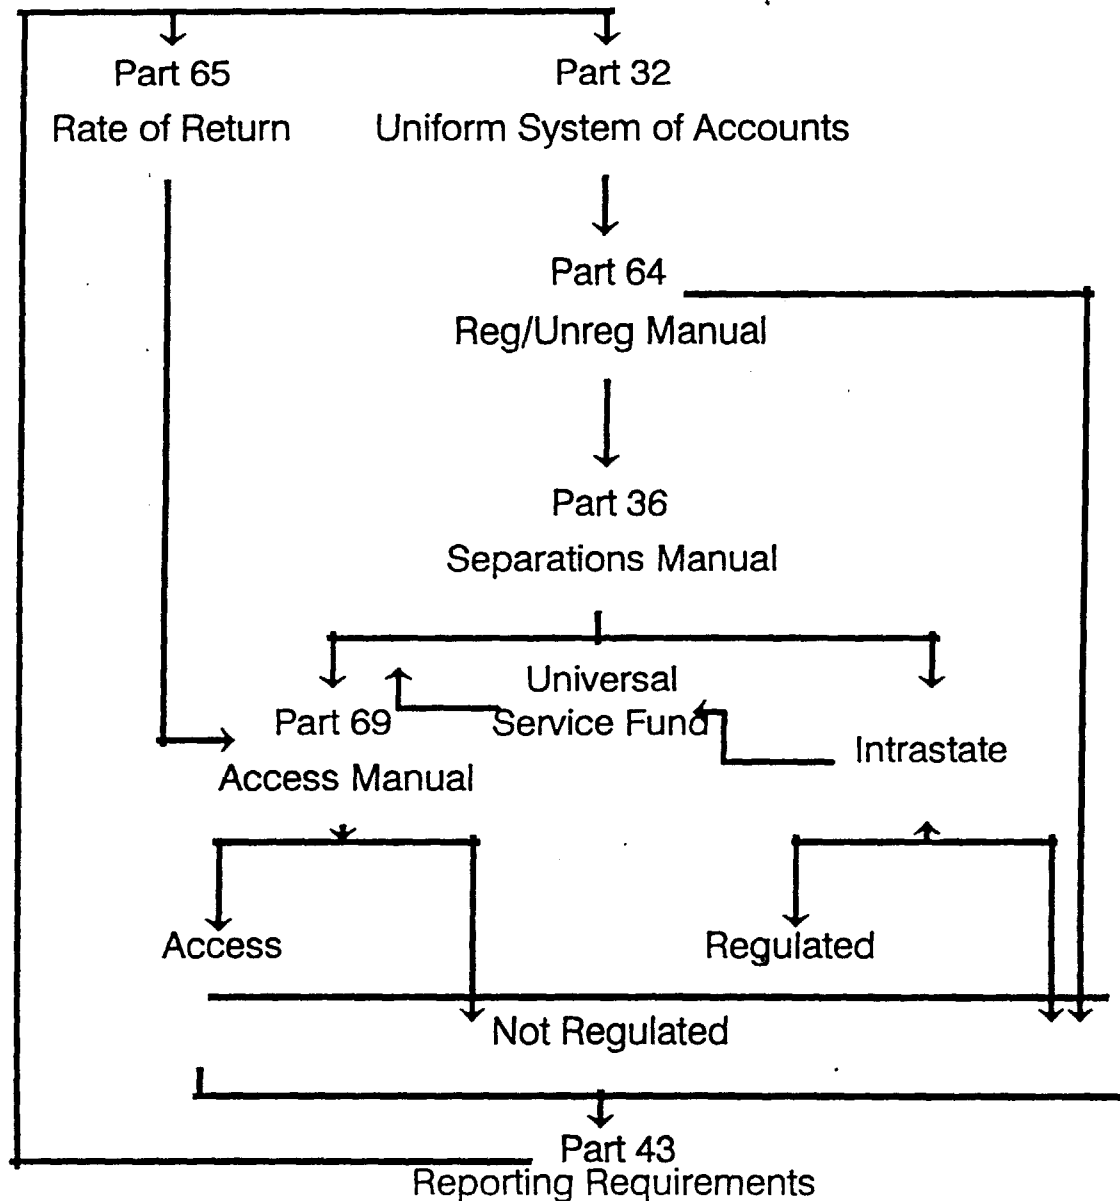 Part 65
Rate of Return
Part 32
Uniform System of Accounts
Part 64
Reg/Unreg Manual
Part 36
Separations Manual
Universal
Service Fund
Part 69
Access Manual
Intrastate
Access
Regulated
Not Regulated
Part 43
Reporting Requirements